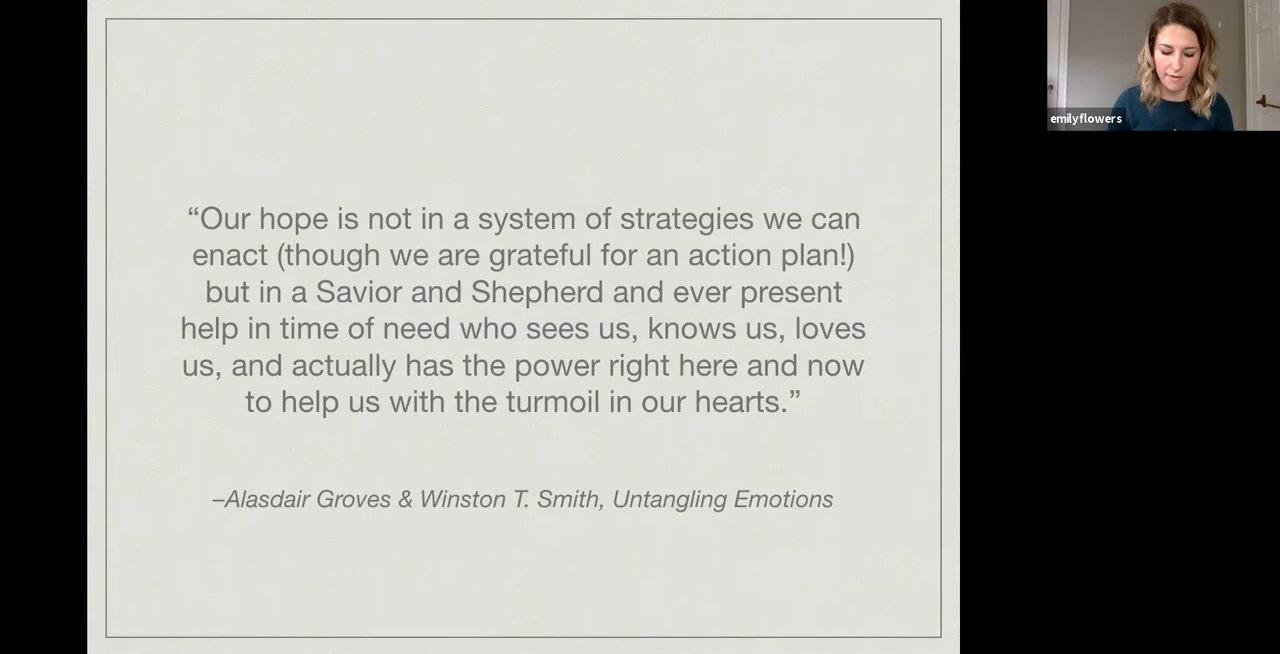 “Our hope is not in a system of strategies we can
enact (though we are grateful for an action plan!)
but in a Savior and Shepherd and ever present
help in time of need who sees us, knows us, loves
us, and actually has the power right here and now
to help us with the turmoil in our hearts.”
–Alasdair Groves & Winston T. Smith, Untangling Emotions
emilyflowers